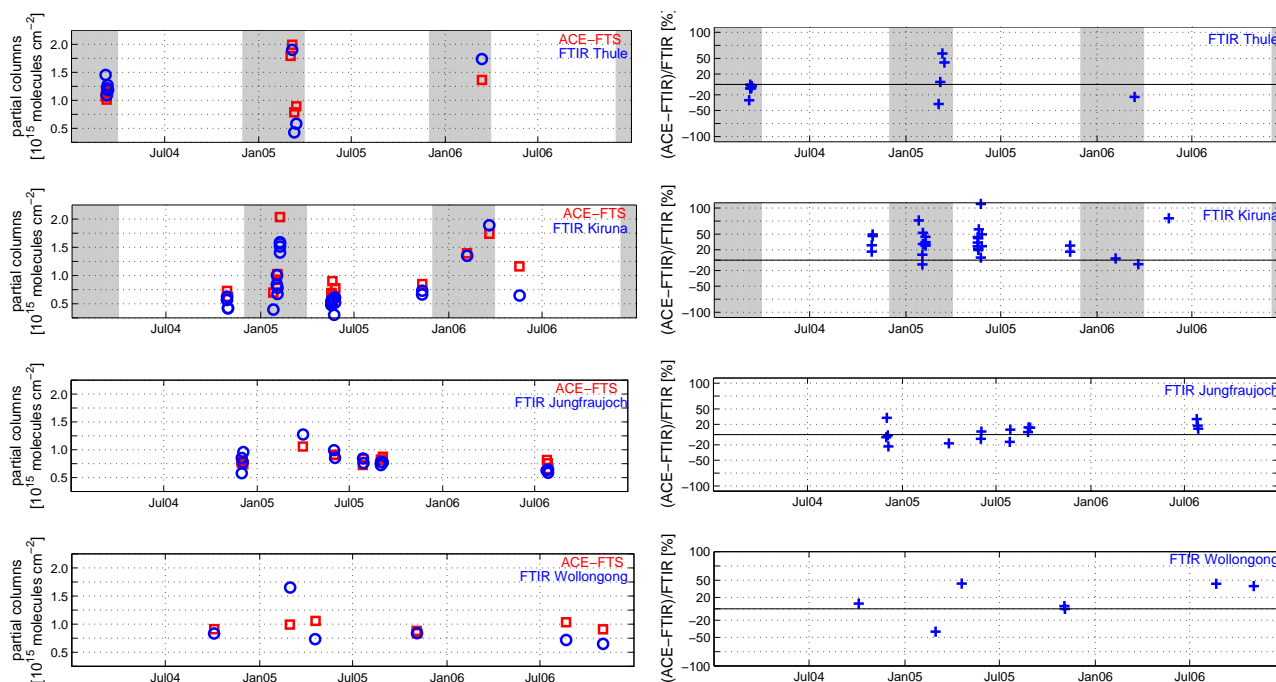 partial columns
[10^15 molecules cm^−2]
2.0
1.5
1.0
0.5
ACE−FTS
FTIR Thule
Jul04
Jan05
Jul05
Jan06
Jul06
(ACE−FTIR)/FTIR [%]
100
50
20
−20
−50
−100
FTIR Thule
Jul04
Jan05
Jul05
Jan06
Jul06
partial columns
[10^15 molecules cm^−2]
2.0
1.5
1.0
0.5
ACE−FTS
FTIR Kiruna
Jul04
Jan05
Jul05
Jan06
Jul06
(ACE−FTIR)/FTIR [%]
100
50
20
−20
−50
−100
FTIR Kiruna
Jul04
Jan05
Jul05
Jan06
Jul06
partial columns
[10^15 molecules cm^−2]
2.0
1.5
1.0
0.5
ACE−FTS
FTIR Jungfraujoch
Jul04
Jan05
Jul05
Jan06
Jul06
(ACE−FTIR)/FTIR [%]
100
50
20
−20
−50
−100
FTIR Jungfraujoch
Jul04
Jan05
Jul05
Jan06
Jul06
partial columns
[10^15 molecules cm^−2]
2.0
1.5
1.0
0.5
ACE−FTS
FTIR Wollongong
Jul04
Jan05
Jul05
Jan06
Jul06
(ACE−FTIR)/FTIR [%]
100
50
20
−20
−50
−100
FTIR Wollongong
Jul04
Jan05
Jul05
Jan06
Jul06